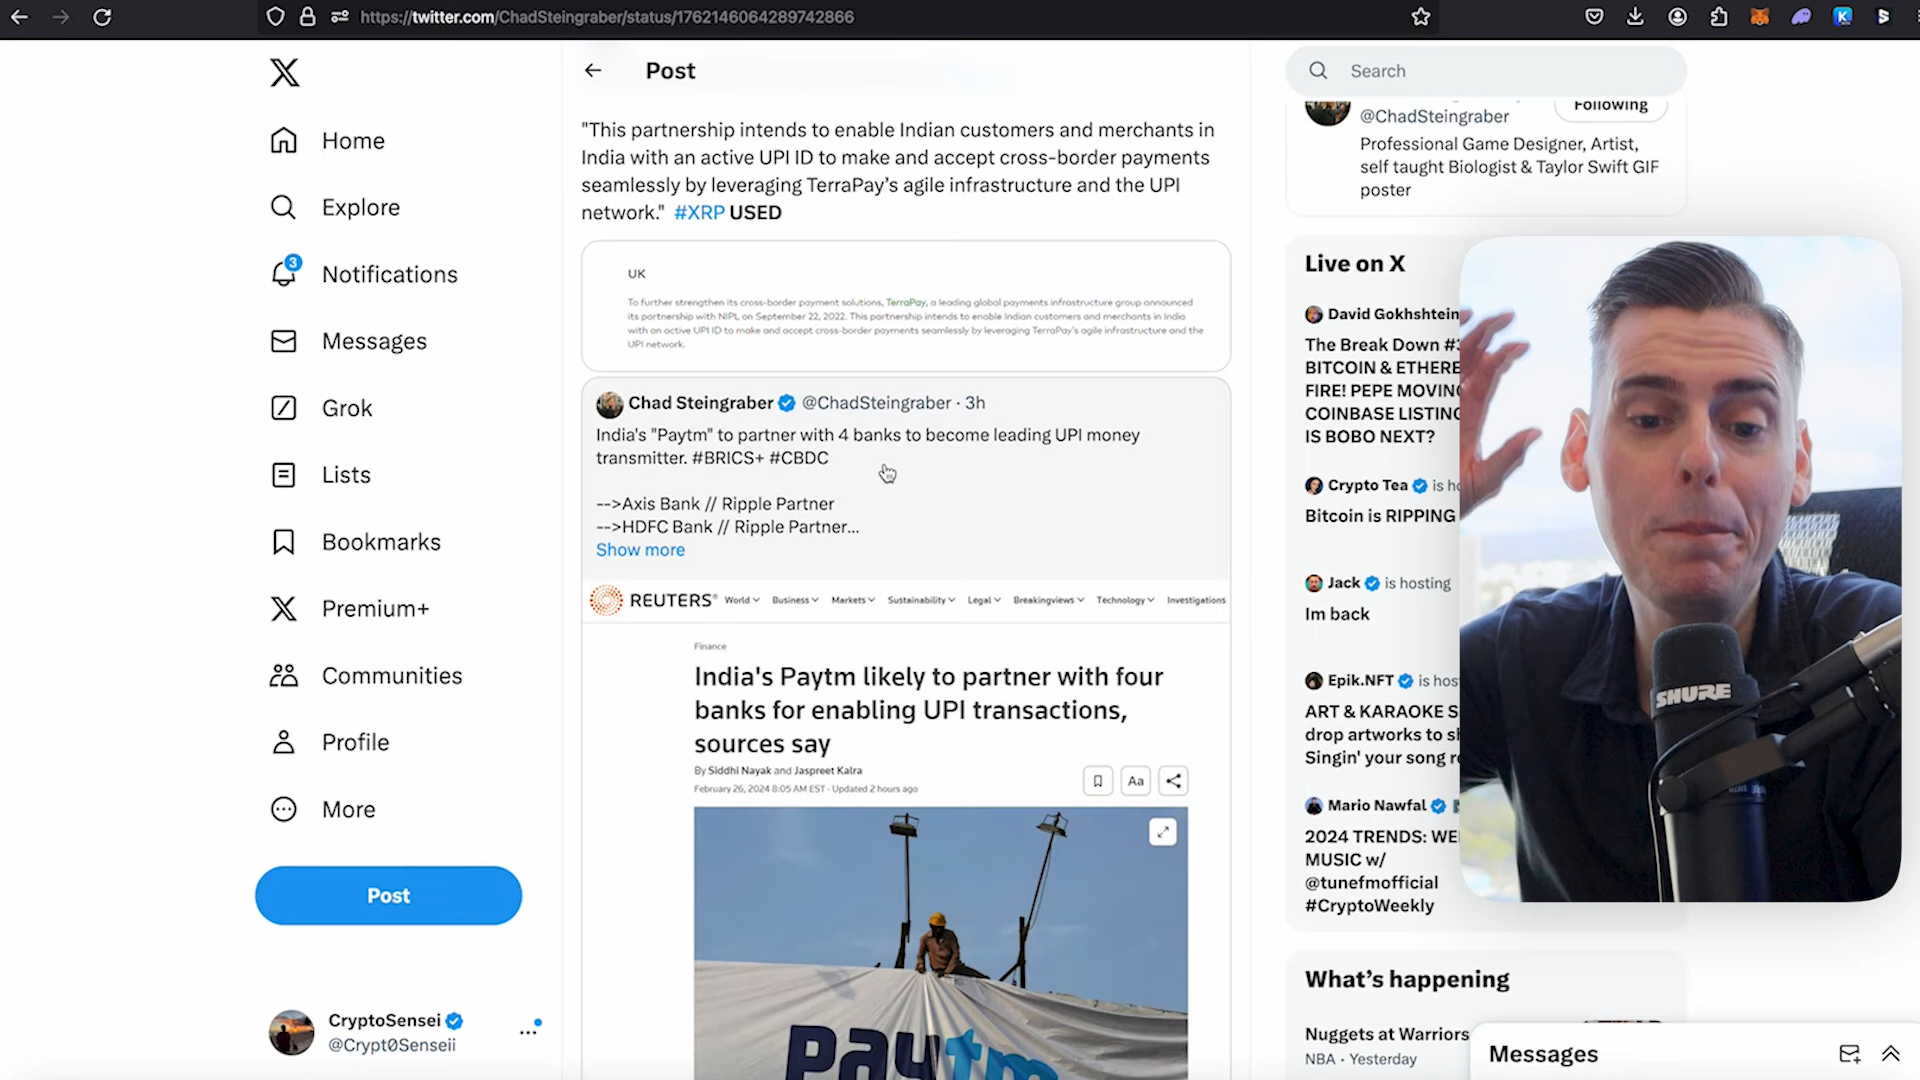 https://twitter.com/ChadSteingraber/status/1762146064289742866
Home
Explore
3
Notifications
Messages
Grok
Lists
Bookmarks
Premium+
Communities
Profile
More
Post
CryptoSensei
@Crypt0Senseii
Post
"This partnership intends to enable Indian customers and merchants in
India with an active UPI ID to make and accept cross-border payments
seamlessly by leveraging TerraPay's agile infrastructure and the UPI
network." #XRP USED
UK
To further strengthen its cross-border payment solutions, TerraPay, a leading global payments infrastructure group announced
its partnership with NIPL on September 22, 2022. This partnership intends to enable Indian customers and merchants in India
with an active UPI ID to make and accept cross-border payments seamlessly by leveraging TerraPay's agile infrastructure and the
UPI network.
Chad Steingraber @ChadSteingraber · 3h
India's "Paytm" to partner with 4 banks to become leading UPI money
transmitter. #BRICS+ #CBDC
-->Axis Bank // Ripple Partner
-->HDFC Bank // Ripple Partner...
Show more
REUTERS® World Business Markets Sustainability Legal Breakingviews Technology Investigations
Finance
India's Paytm likely to partner with four
banks for enabling UPI transactions,
sources say
By Siddhi Nayak and Jaspreet Kalra
February 26, 2024 8:05 AM EST · Updated 2 hours ago
Aa
Paytm
Search
@ChadSteingraber
Following
Professional Game Designer, Artist,
self taught Biologist & Taylor Swift GIF
poster
Live on X
David Gokhshtein
The Break Down #
BITCOIN & ETHERE
FIRE! PEPE MOVING
COINBASE LISTING
IS BOBO NEXT?
Crypto Tea is ho
Bitcoin is RIPPING
Jack is hosting
Im back
Epik.NFT is hos
ART & KARAOKE S
drop artworks to sh
Singin' your song r
Mario Nawfal
2024 TRENDS: WE
MUSIC w/
@tunefmofficial
#CryptoWeekly
SHURE
What's happening
Nuggets at Warriors
NBA · Yesterday
Messages